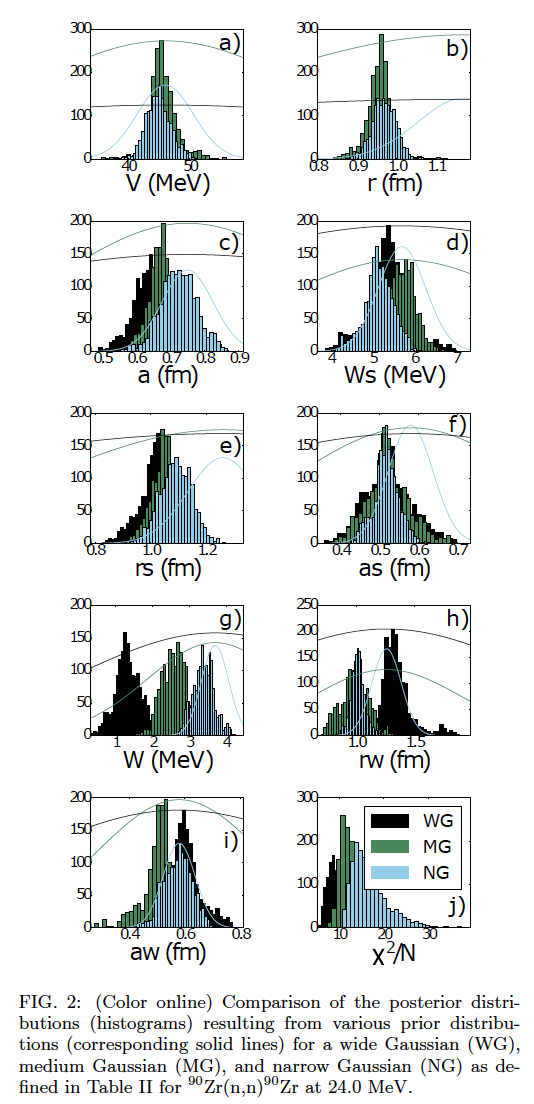 300
200
100
0
a)
40
50
V (MeV)
300
200
100
0
b)
0.8
0.9
1.0
1.1
r (fm)
200
150
100
50
0
c)
0.5
0.6
0.7
0.8
0.9
a (fm)
200
150
100
50
0
d)
4
5
6
7
Ws (MeV)
200
150
100
50
0
e)
0.8
1.0
1.2
rs (fm)
200
150
100
50
0
f)
0.4
0.5
0.6
0.7
as (fm)
200
150
100
50
0
g)
1
2
3
4
W (MeV)
250
200
150
100
50
0
h)
1.0
1.5
rw (fm)
200
150
100
50
0
i)
0.4
0.6
0.8
aw (fm)
300
200
100
0
WG
MG
NG
j)
10
20
30
χ²/N
FIG. 2: (Color online) Comparison of the posterior distri-
butions (histograms) resulting from various prior distribu-
tions (corresponding solid lines) for a wide Gaussian (WG),
medium Gaussian (MG), and narrow Gaussian (NG) as de-
fined in Table II for ⁹⁰Zr(n,n)⁹⁰Zr at 24.0 MeV.